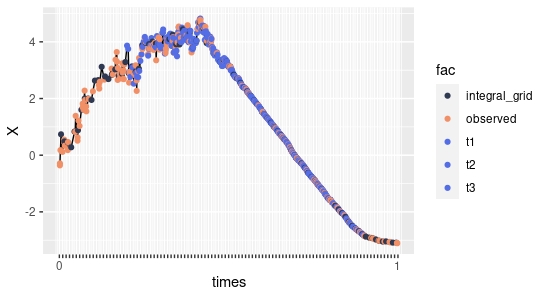 4
2
0
-2
X
0
1
times
fac
integral_grid
observed
t1
t2
t3